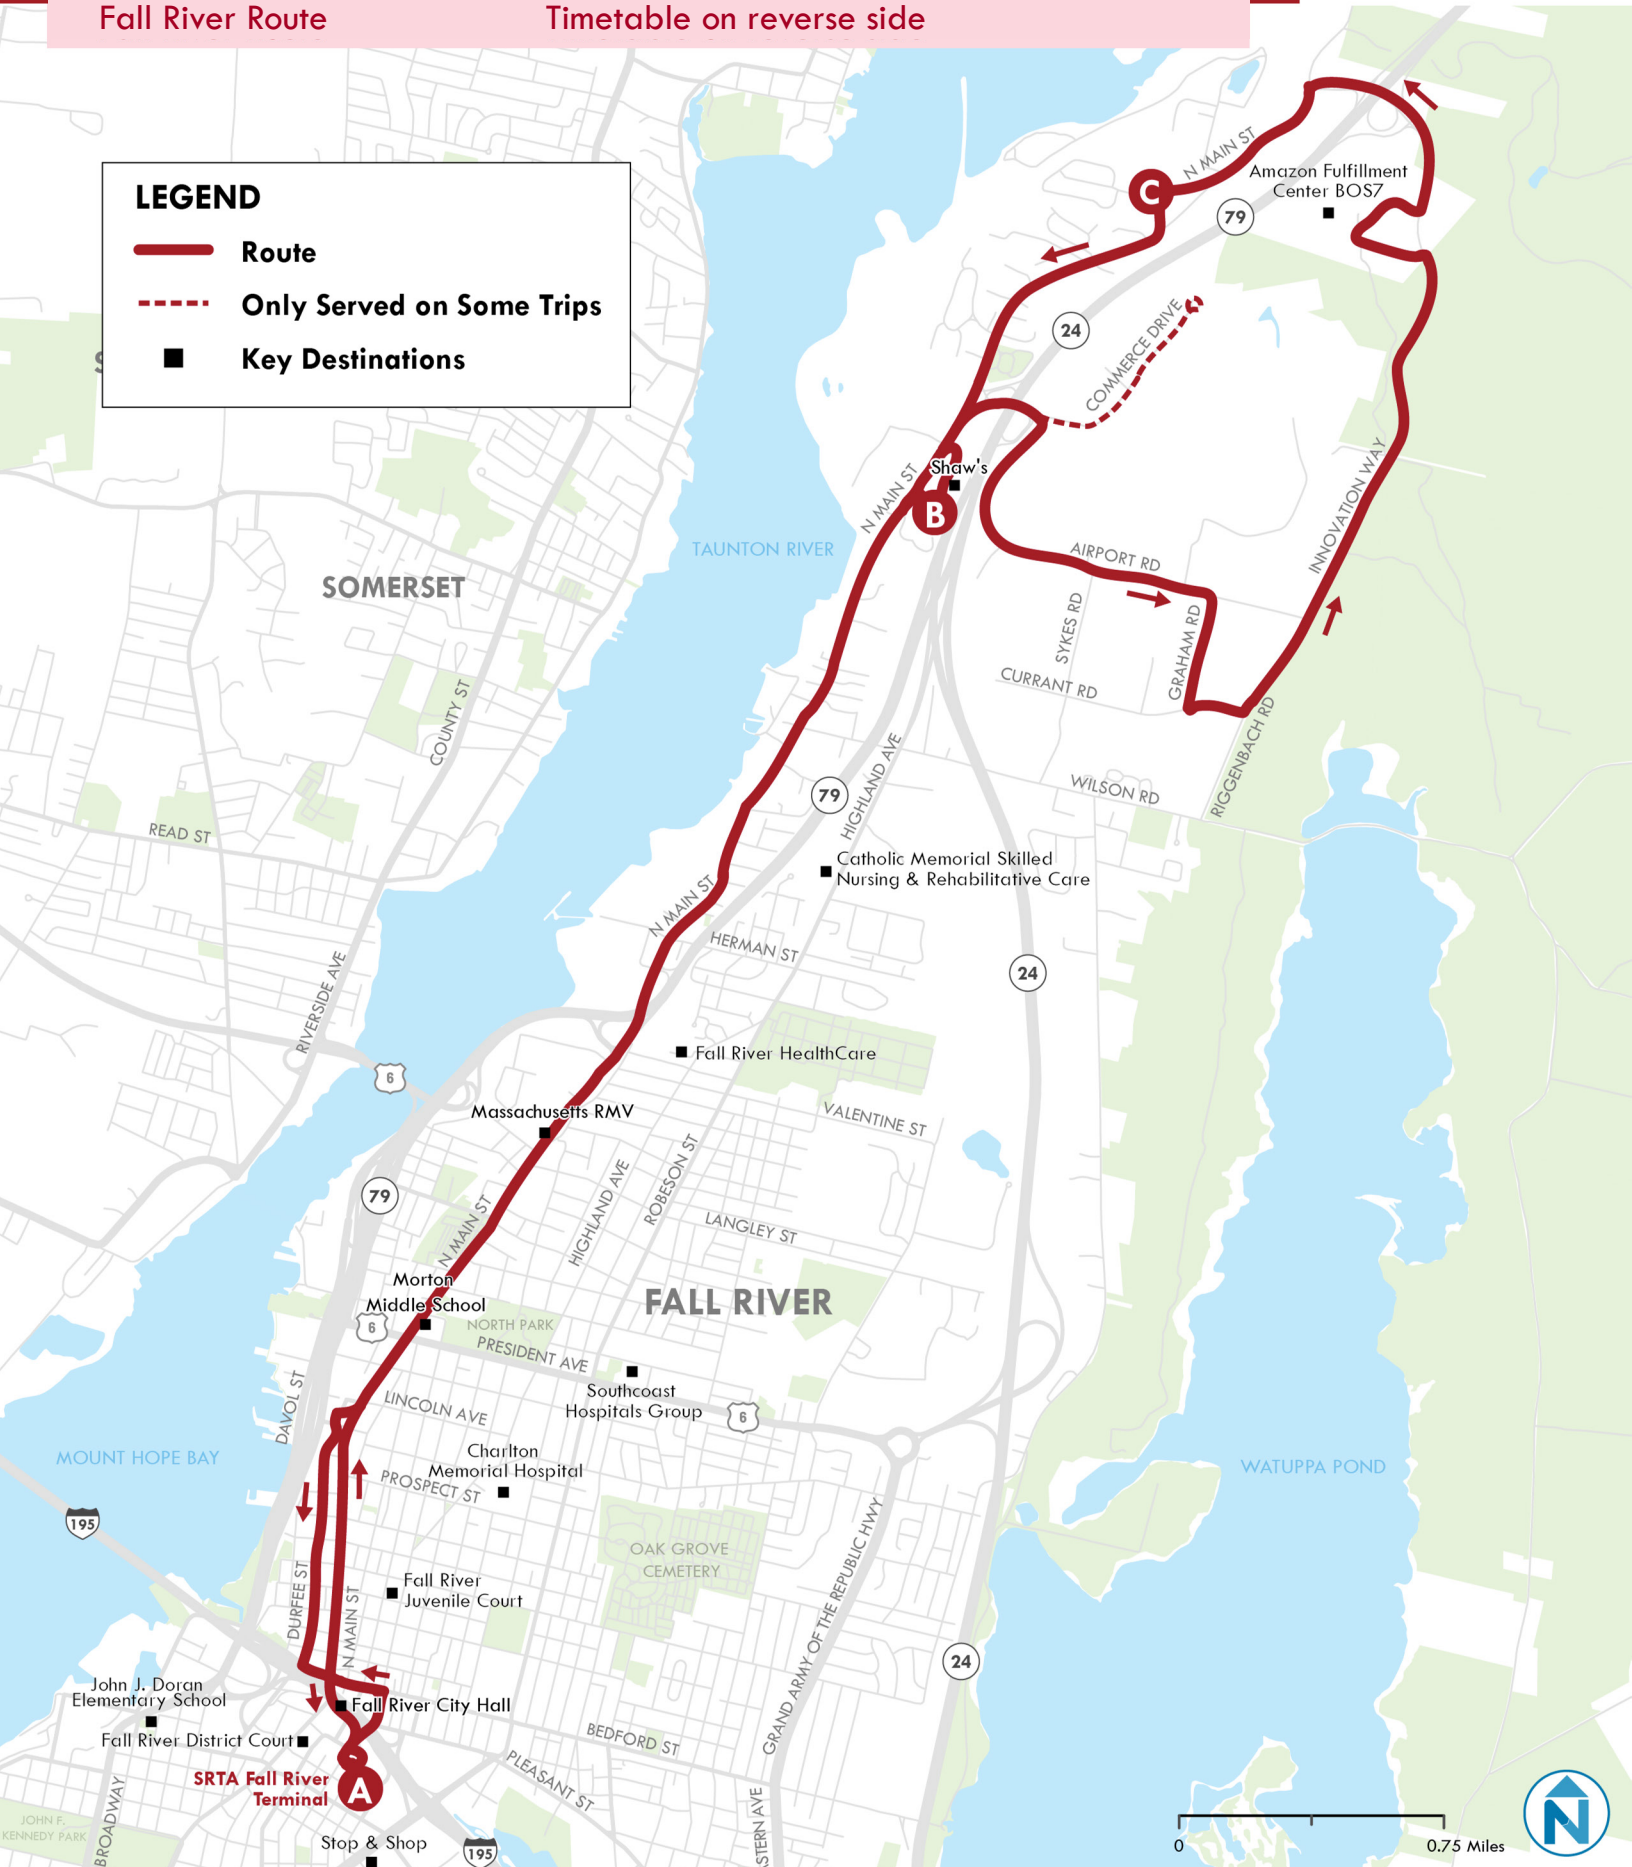 Fall River Route
Timetable on reverse side
LEGEND
Route
Only Served on Some Trips
Key Destinations
S
N MAIN ST
Amazon Fulfillment
Center BOS7
C
79
24
COMMERCE DRIVE
Shaw's
B
N MAIN ST
TAUNTON RIVER
INNOVATION WAY
AIRPORT RD
SOMERSET
SYKES RD
GRAHAM RD
CURRANT RD
COUNTY ST
RIGGENBACH RD
HIGHLAND AVE
79
WILSON RD
READ ST
Catholic Memorial Skilled
Nursing & Rehabilitative Care
N MAIN ST
HERMAN ST
24
RIVERSIDE AVE
Fall River HealthCare
6
Massachusetts RMV
VALENTINE ST
ROBESON ST
HIGHLAND AVE
79
N MAIN ST
LANGLEY ST
Morton
Middle School
FALL RIVER
6
NORTH PARK
PRESIDENT AVE
Southcoast
Hospitals Group
DAVOL ST
LINCOLN AVE
6
MOUNT HOPE BAY
Charlton
Memorial Hospital
WATUPPA POND
PROSPECT ST
195
OAK GROVE
CEMETERY
GRAND ARMY OF THE REPUBLIC HWY
DURFEE ST
Fall River
Juvenile Court
N MAIN ST
24
John J. Doran
Elementary School
Fall River City Hall
Fall River District Court
BEDFORD ST
SRTA Fall River
Terminal
A
PLEASANT ST
JOHN F.
KENNEDY PARK
BROADWAY
Stop & Shop
195
STERN AVE
0
0.75 Miles
N